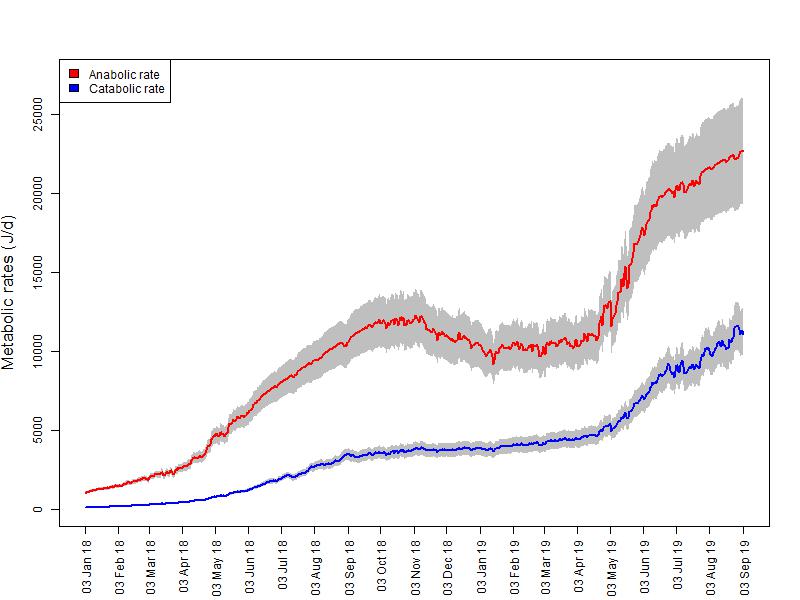 Anabolic rate
Catabolic rate
Metabolic rates (J/d)
25000
20000
15000
10000
5000
0
03 Jan 18
03 Feb 18
03 Mar 18
03 Apr 18
03 May 18
03 Jun 18
03 Jul 18
03 Aug 18
03 Sep 18
03 Oct 18
03 Nov 18
03 Dec 18
03 Jan 19
03 Feb 19
03 Mar 19
03 Apr 19
03 May 19
03 Jun 19
03 Jul 19
03 Aug 19
03 Sep 19